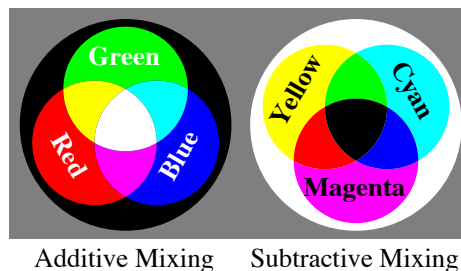 Green
Red
Blue
Yellow
Cyan
Magenta
Additive Mixing
Subtractive Mixing